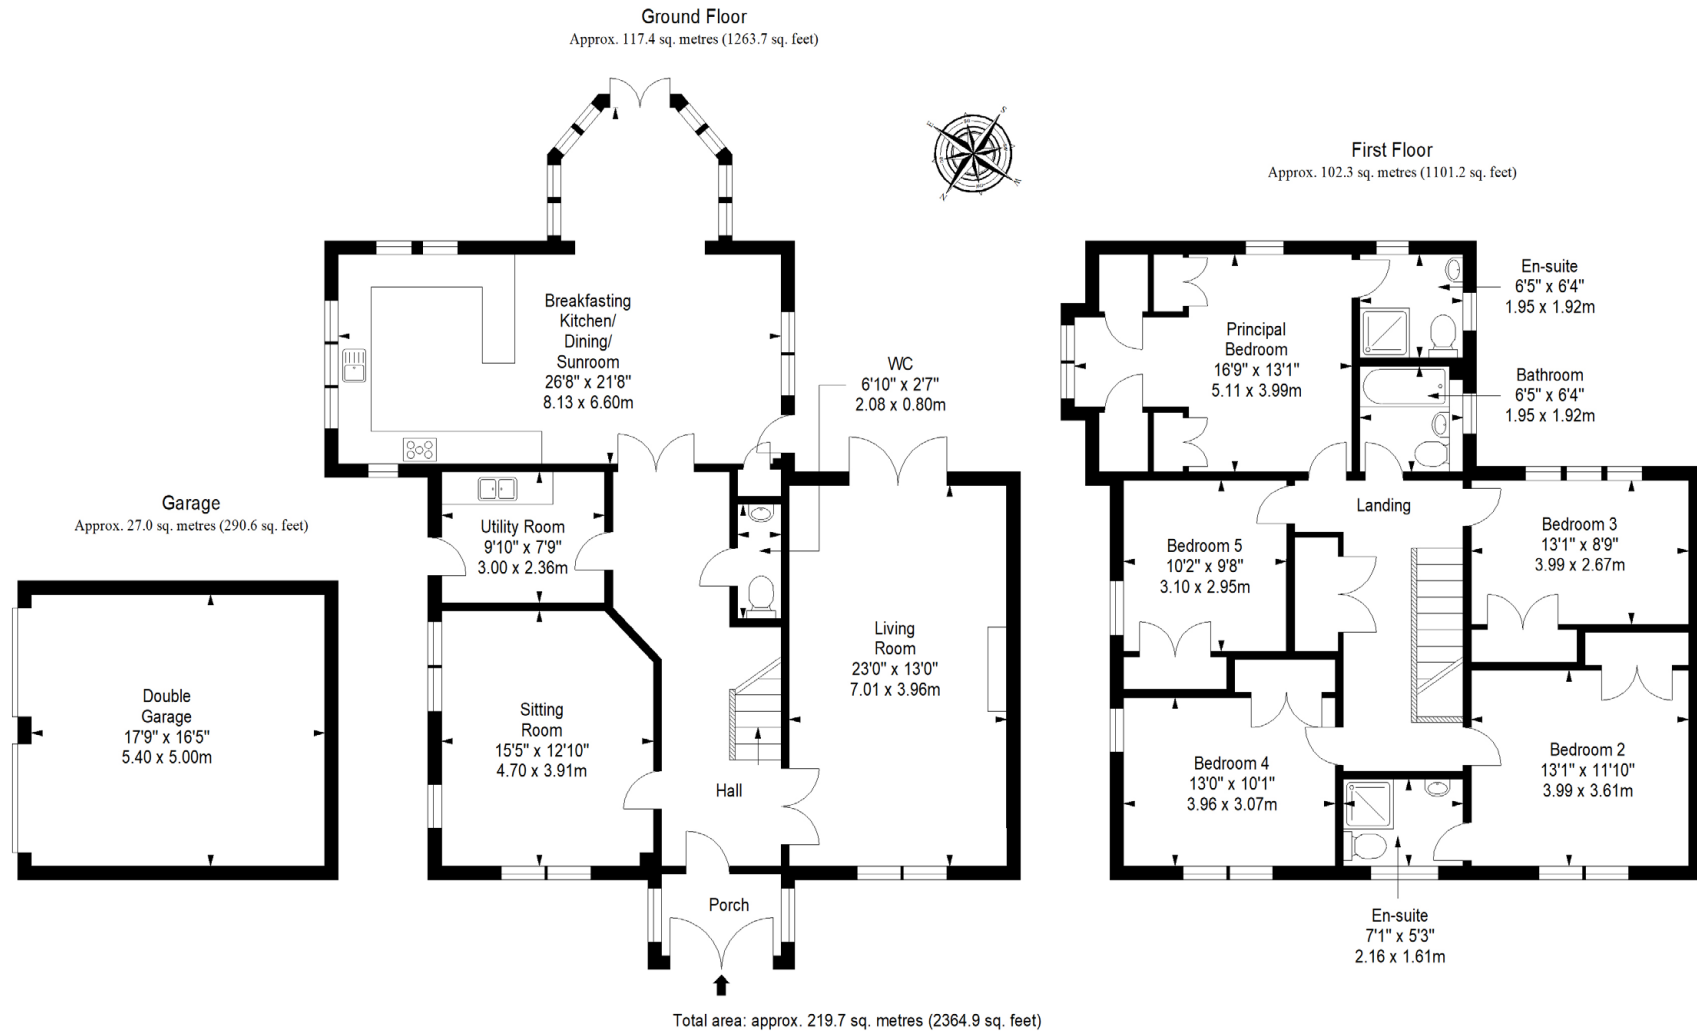 Ground Floor
Approx. 117.4 sq. metres (1263.7 sq. feet)
S
E
W
N
First Floor
Approx. 102.3 sq. metres (1101.2 sq. feet)
Breakfasting
Kitchen/
Dining/
Sunroom
26'8" x 21'8"
8.13 x 6.60m
WC
6'10" x 2'7"
2.08 x 0.80m
Principal
Bedroom
16'9" x 13'1"
5.11 x 3.99m
En-suite
6'5" x 6'4"
1.95 x 1.92m
Bathroom
6'5" x 6'4"
1.95 x 1.92m
Garage
Approx. 27.0 sq. metres (290.6 sq. feet)
Utility Room
9'10" x 7'9"
3.00 x 2.36m
Landing
Bedroom 3
13'1" x 8'9"
3.99 x 2.67m
Bedroom 5
10'2" x 9'8"
3.10 x 2.95m
Living
Room
23'0" x 13'0"
7.01 x 3.96m
Double
Garage
17'9" x 16'5"
5.40 x 5.00m
Sitting
Room
15'5" x 12'10"
4.70 x 3.91m
Hall
Bedroom 4
13'0" x 10'1"
3.96 x 3.07m
Bedroom 2
13'1" x 11'10"
3.99 x 3.61m
Porch
En-suite
7'1" x 5'3"
2.16 x 1.61m
Total area: approx. 219.7 sq. metres (2364.9 sq. feet)